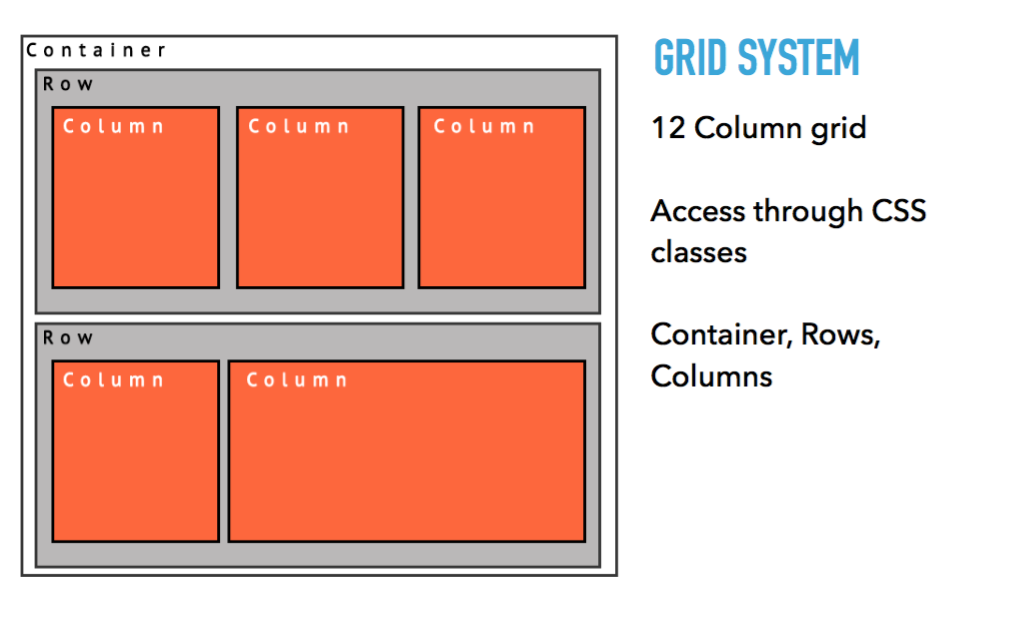 Container
Row
Column Column Column
Row
Column Column
GRID SYSTEM
12 Column grid
Access through CSS
classes
Container, Rows,
Columns